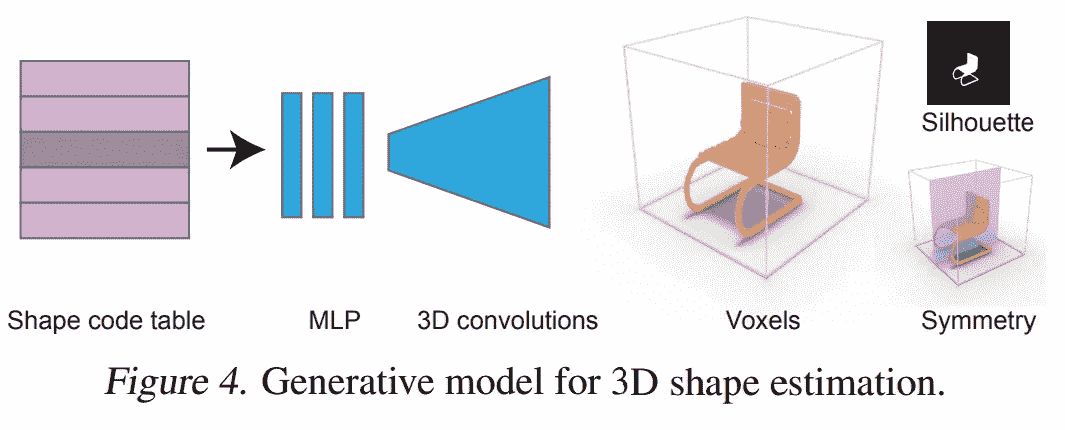 Silhouette
Shape code table
MLP
3D convolutions
Voxels
Symmetry
Figure 4. Generative model for 3D shape estimation.